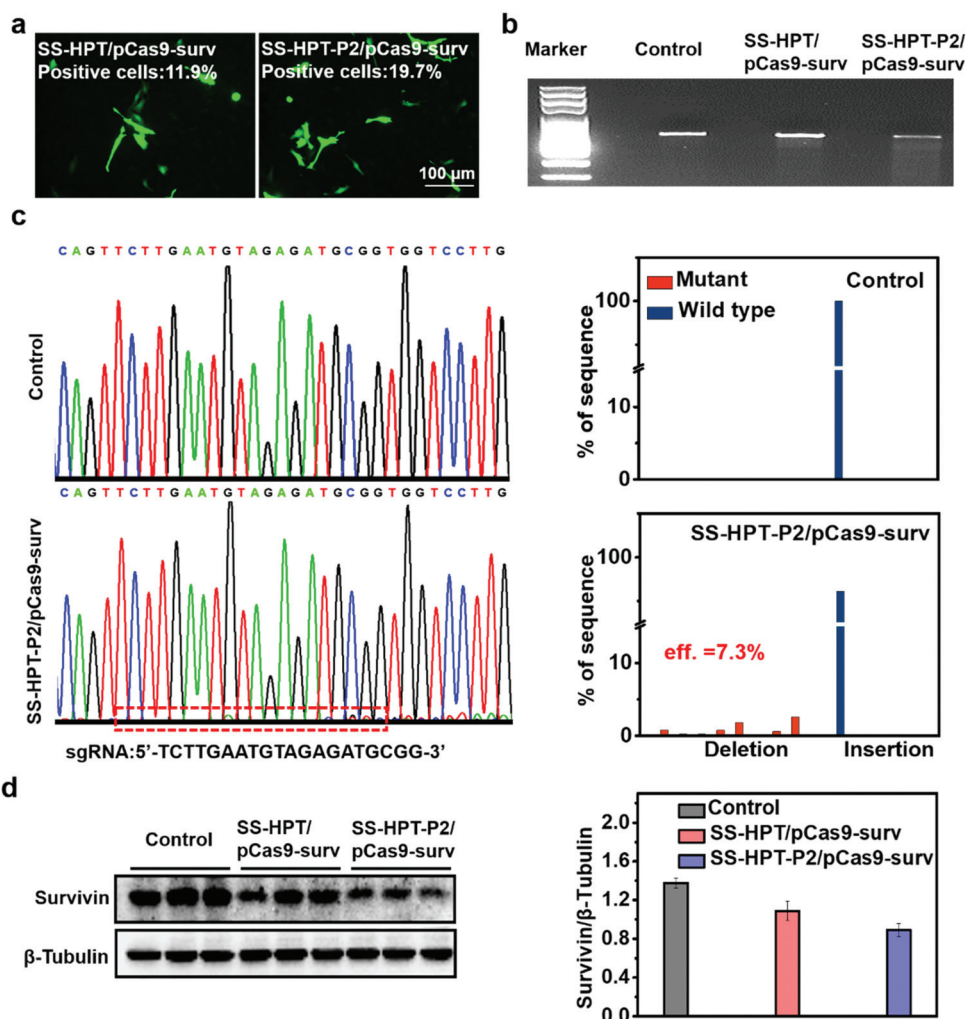 a
SS-HPT/pCas9-surv
Positive cells:11.9%
SS-HPT-P2/pCas9-surv
Positive cells:19.7%
100 µm
b
Marker
Control
SS-HPT/
pCas9-surv
SS-HPT-P2/
pCas9-surv
c
CAGTTCTTGAATGTAGAGATGCGGTGGTCCTTG
Control
CAGTTCTTGAATGTAGAGATGCGGTGGTCCTTG
SS-HPT-P2/pCas9-surv
sgRNA:5'-TCTTGAATGTAGAGATGCGG-3'
Mutant
Wild type
Control
% of sequence
100
10
0
SS-HPT-P2/pCas9-surv
% of sequence
100
10
0
eff. =7.3%
Deletion
Insertion
d
Control
SS-HPT/
pCas9-surv
SS-HPT-P2/
pCas9-surv
Survivin
β-Tubulin
Survivin/β-Tubulin
2.0
1.6
1.2
0.8
0.4
0.0
Control
SS-HPT/pCas9-surv
SS-HPT-P2/pCas9-surv